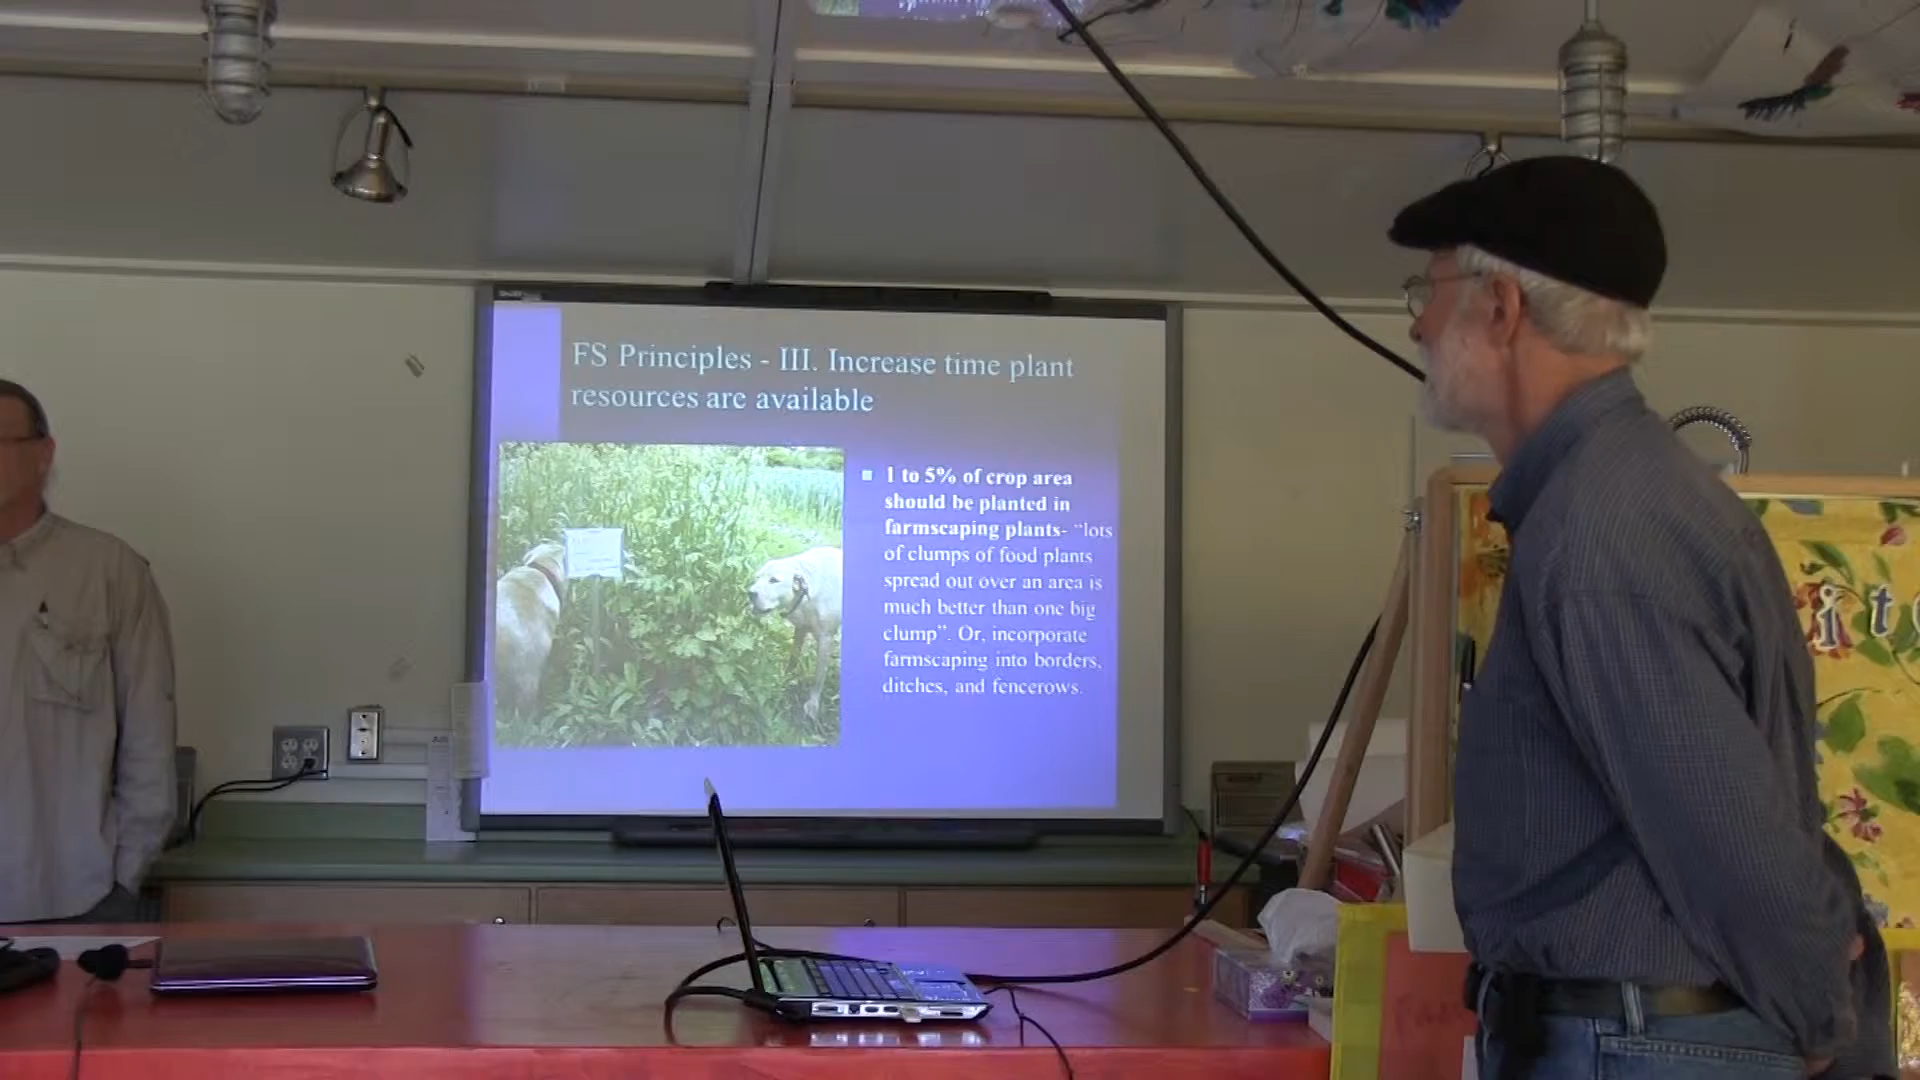 FS Principles - III. Increase time plant
resources are available
1 to 5% of crop area
should be planted in
farmscaping plants- “lots
of clumps of food plants
spread out over an area is
much better than one big
clump”. Or, incorporate
farmscaping into borders,
ditches, and fencerows.